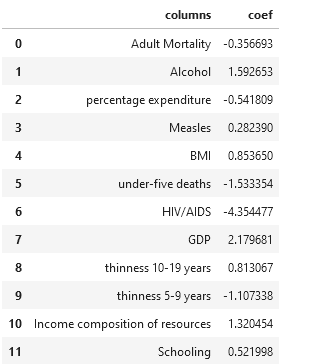 columns coef
0 Adult Mortality -0.356693
1 Alcohol 1.592653
2 percentage expenditure -0.541809
3 Measles 0.282390
4 BMI 0.853650
5 under-five deaths -1.533354
6 HIV/AIDS -4.354477
7 GDP 2.179681
8 thinness 10-19 years 0.813067
9 thinness 5-9 years -1.107338
10 Income composition of resources 1.320454
11 Schooling 0.521998